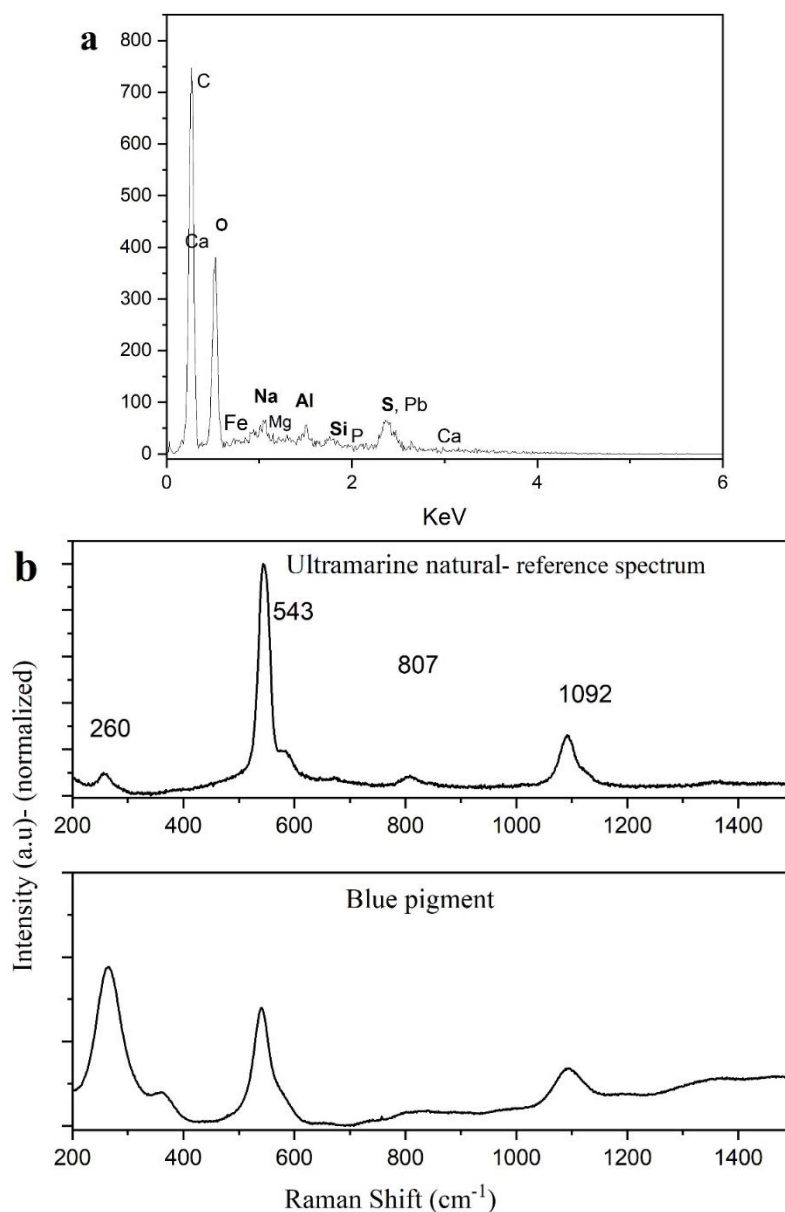 a
800
700
600
500
400
300
200
100
0
C
Ca
O
Fe
Na
Mg
Al
Si
P
S, Pb
Ca
0 2 4 6
KeV
b
Ultramarine natural- reference spectrum
543
807
1092
260
200 400 600 800 1000 1200 1400
Blue pigment
200 400 600 800 1000 1200 1400
Intensity (a.u)- (normalized)
Raman Shift (cm⁻¹)